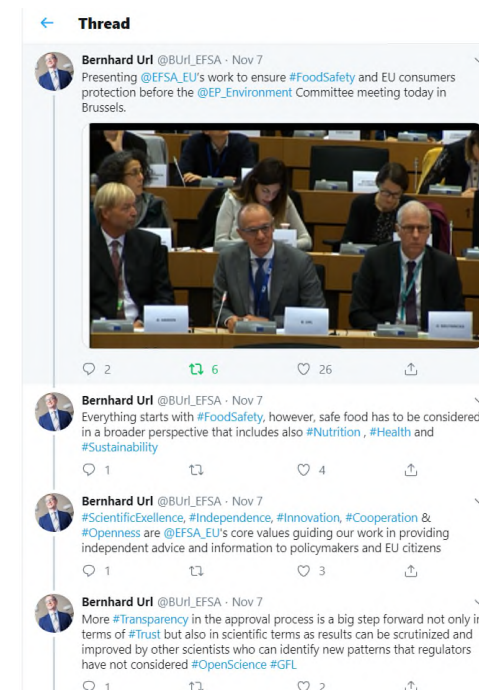 Thread
Bernhard Url @BUrl_EFSA · Nov 7
Presenting @EFSA_EU's work to ensure #FoodSafety and EU consumers
protection before the @EP_Environment Committee meeting today in
Brussels.
2 6 26
Bernhard Url @BUrl_EFSA · Nov 7
Everything starts with #FoodSafety, however, safe food has to be considered
in a broader perspective that includes also #Nutrition , #Health and
#Sustainability
1 4
Bernhard Url @BUrl_EFSA · Nov 7
#ScientificExellence, #Independence, #Innovation, #Cooperation &
#Openness are @EFSA_EU's core values guiding our work in providing
independent advice and information to policymakers and EU citizens
1 3
Bernhard Url @BUrl_EFSA · Nov 7
More #Transparency in the approval process is a big step forward not only in
terms of #Trust but also in scientific terms as results can be scrutinized and
improved by other scientists who can identify new patterns that regulators
have not considered #OpenScience #GFL
1 2